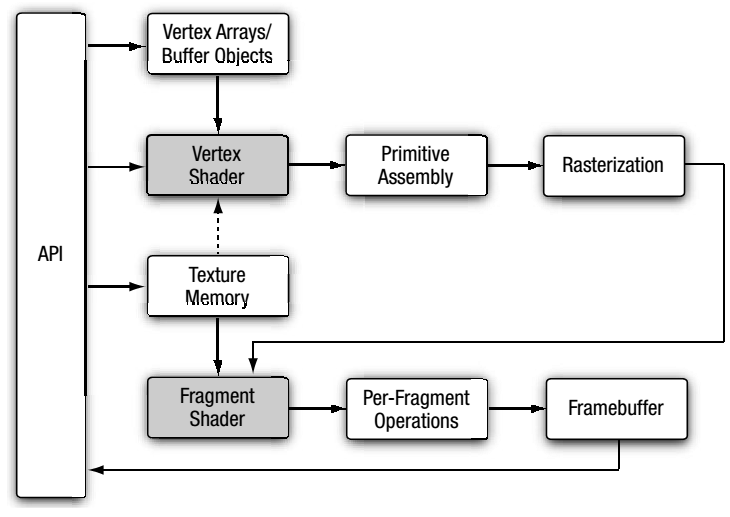 Vertex Arrays/
Buffer Objects
Vertex
Shader
Primitive
Assembly
Rasterization
API
Texture
Memory
Fragment
Shader
Per-Fragment
Operations
Framebuffer